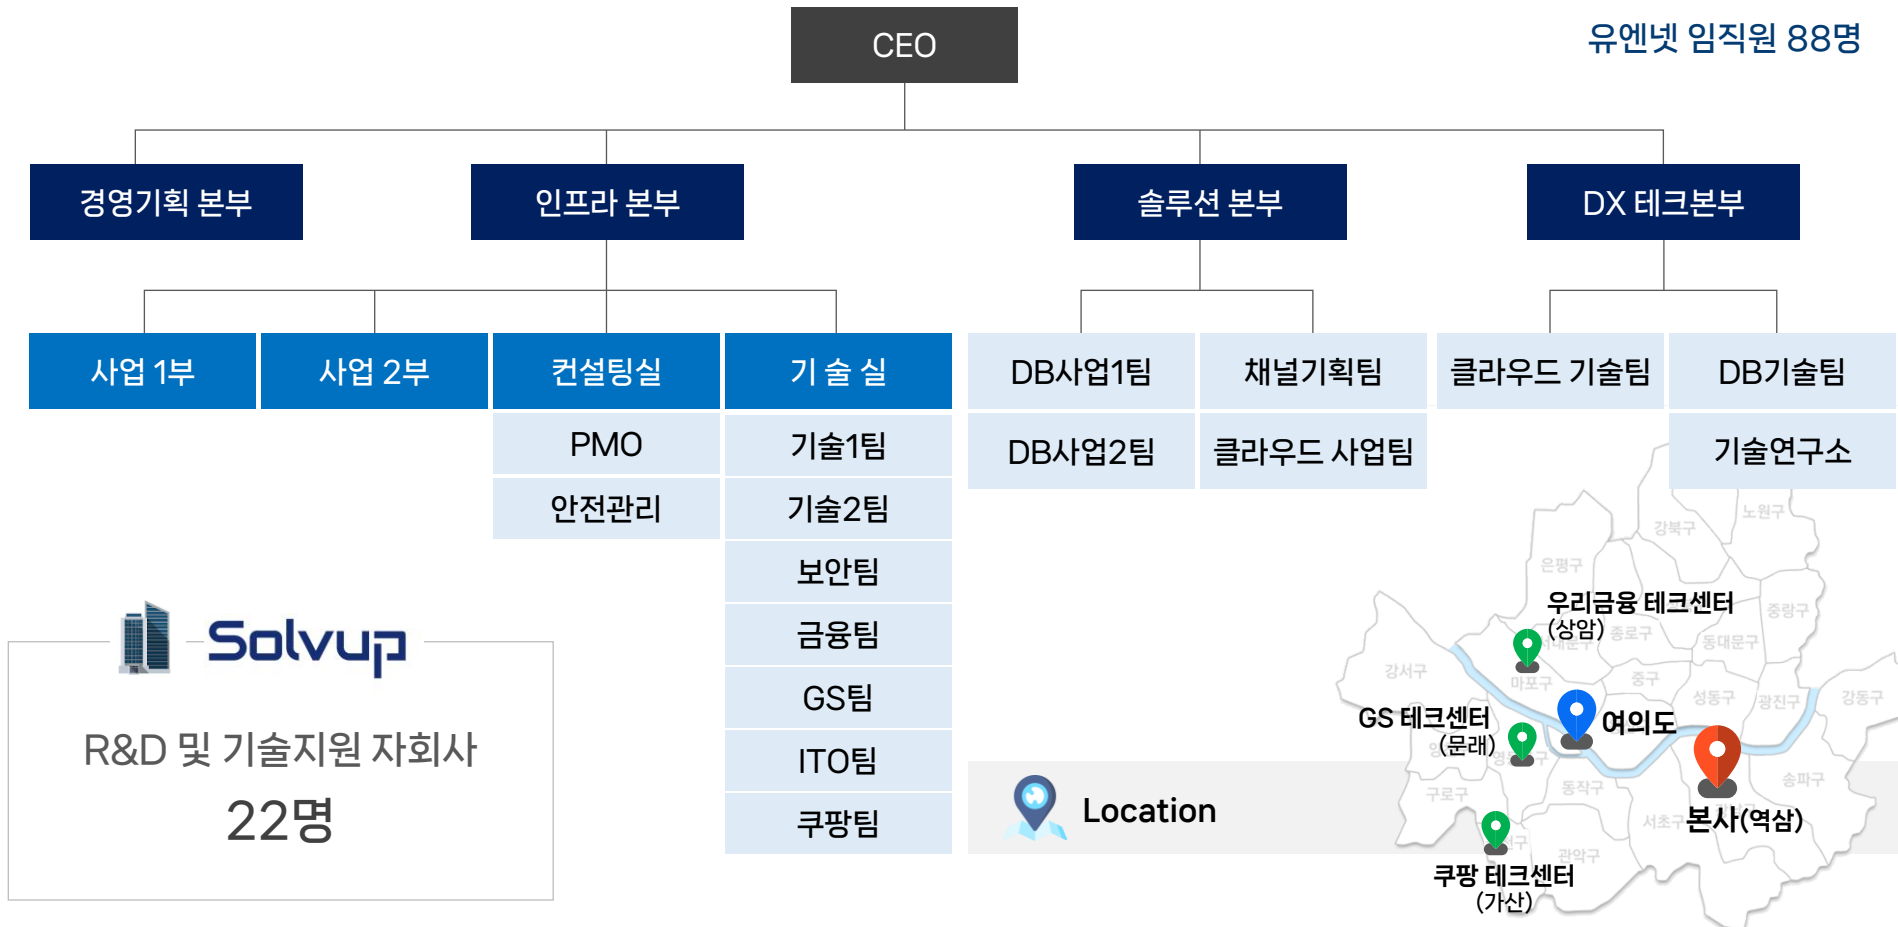 CEO
유엔넷 임직원 88명
경영기획 본부
인프라 본부
솔루션 본부
DX 테크본부
사업 1부
사업 2부
컨설팅실
기 술 실
DB사업1팀
채널기획팀
클라우드 기술팀
DB기술팀
PMO
안전관리
기술1팀
기술2팀
보안팀
금융팀
GS팀
ITO팀
쿠팡팀
DB사업2팀
클라우드 사업팀
기술연구소
Solvup
R&D 및 기술지원 자회사
22명
Location
노원구
강북구
은평구
우리금융 테크센터
(상암)
중랑구
종로구
동대문구
서대문구
강서구
마포구
중구
성동구
광진구
강동구
GS 테크센터
(문래)
여의도
구로구
동작구
송파구
서초구
본사(역삼)
관악구
쿠팡 테크센터
(가산)